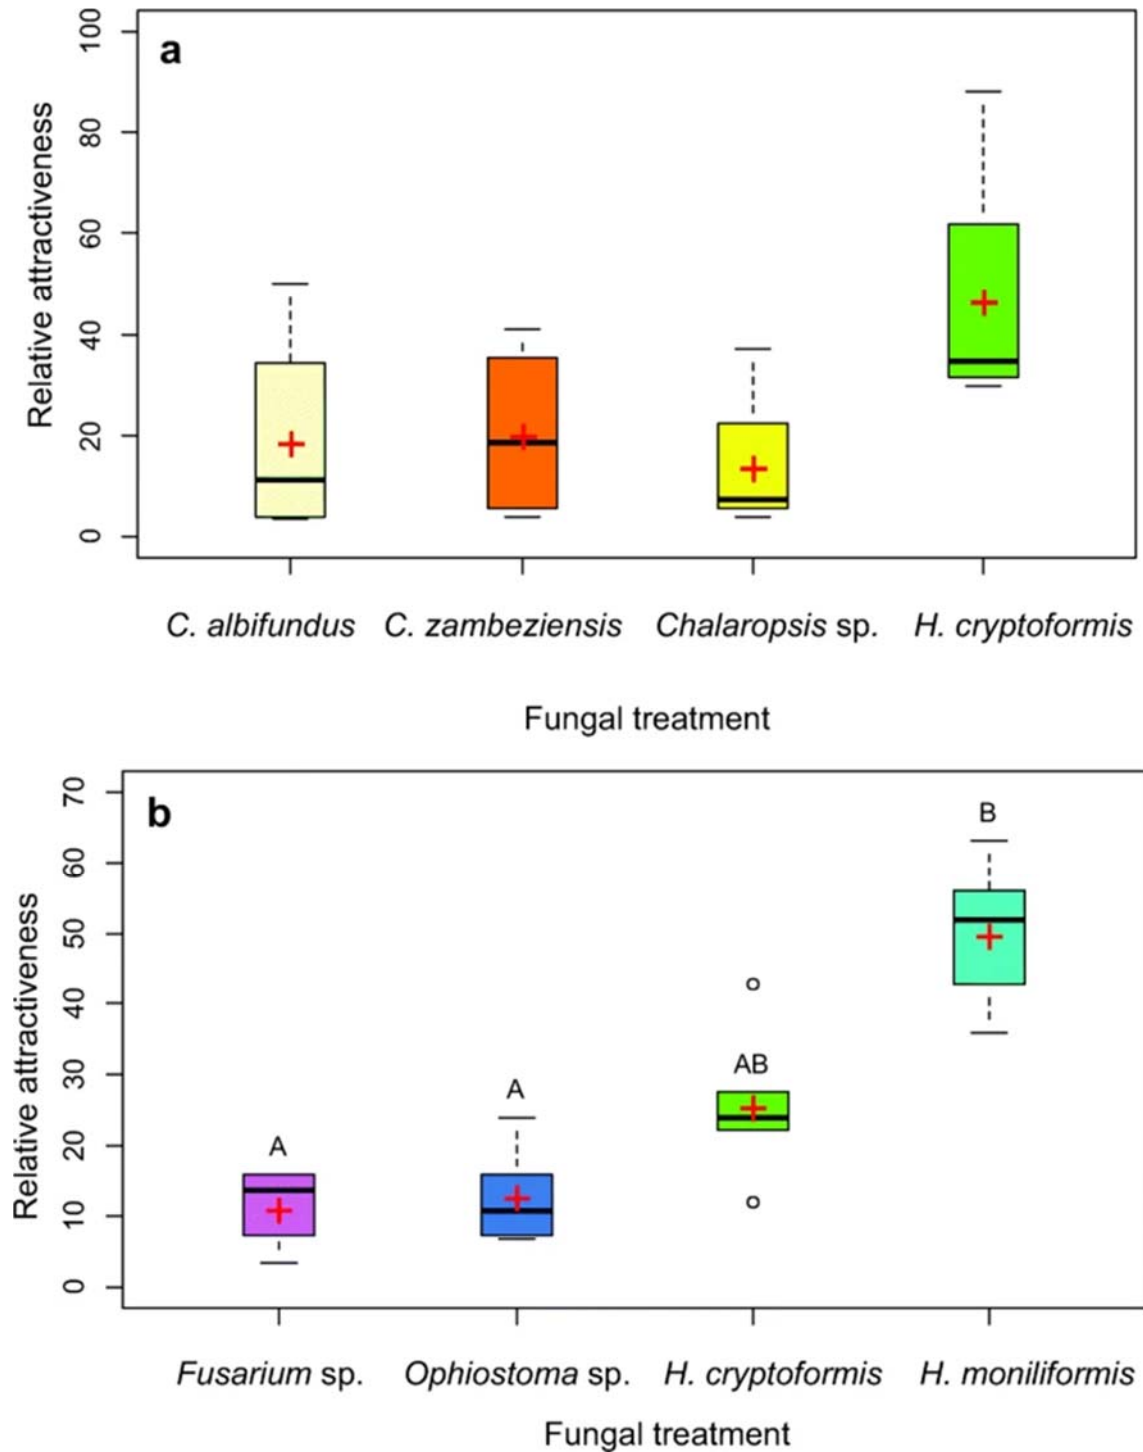 a
100
80
60
40
20
0
Relative attractiveness
C. albifundus C. zambeziensis Chalaropsis sp. H. cryptoformis
Fungal treatment
b
70
60
50
40
30
20
10
0
Relative attractiveness
A A AB B
Fusarium sp. Ophiostoma sp. H. cryptoformis H. moniliformis
Fungal treatment